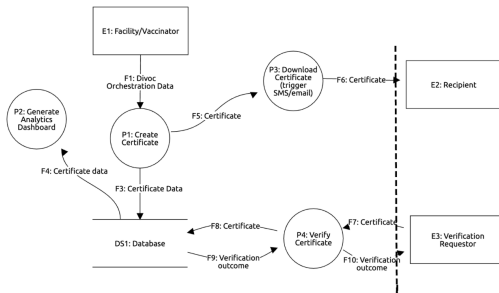 E1: Facility/Vaccinator
F1: Divoc
Orchestration Data
P3: Download
Certificate
(trigger
SMS/email)
F6: Certificate
E2: Recipient
P2: Generate
Analytics
Dashboard
F5: Certificate
P1: Create
Certificate
F4: Certificate data
F3: Certificate Data
F8: Certificate
F7: Certificate
DS1: Database
P4: Verify
Certificate
E3: Verification
Requestor
F9: Verification
outcome
F10: Verification
outcome